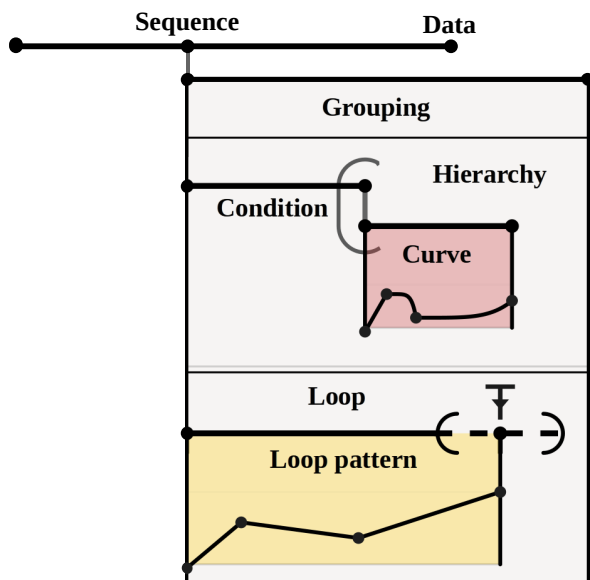 Sequence
Data
Grouping
Hierarchy
Condition
Curve
Loop
Loop pattern